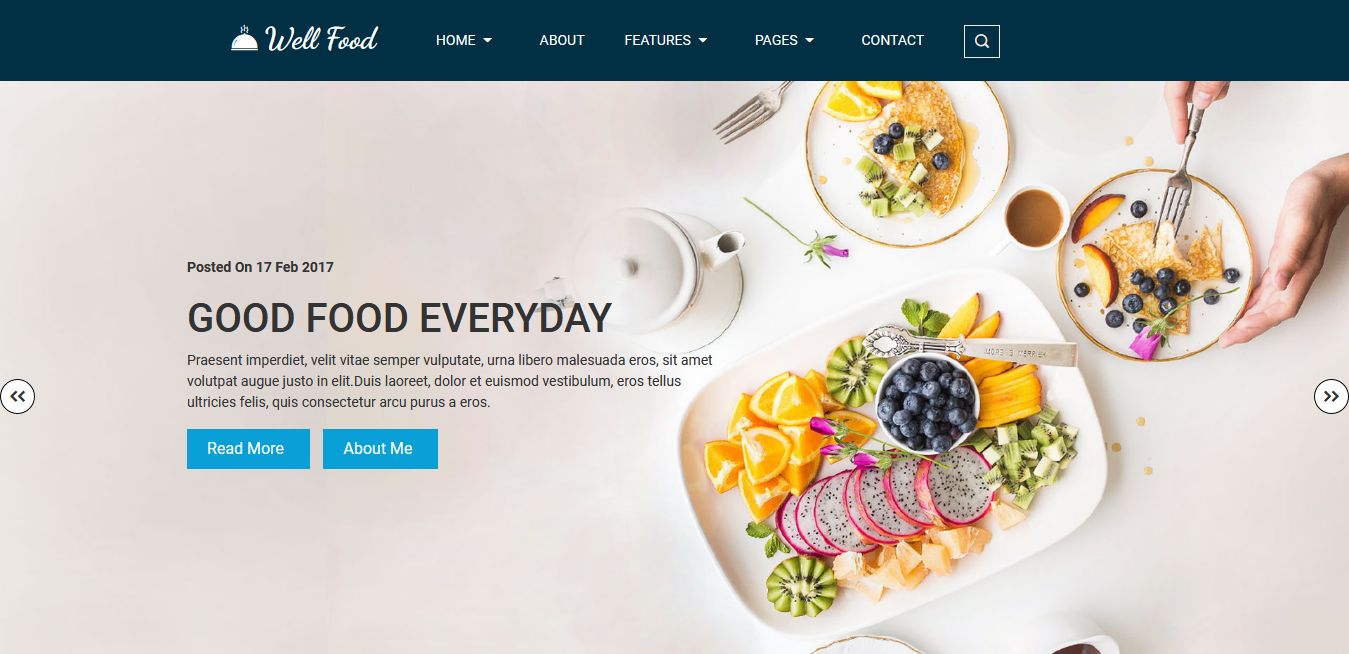 Well Food HOME ABOUT FEATURES PAGES CONTACT
Posted On 17 Feb 2017
GOOD FOOD EVERYDAY
Praesent imperdiet, velit vitae semper vulputate, urna libero malesuada eros, sit amet
volutpat augue justo in elit.Duis laoreet, dolor et euismod vestibulum, eros tellus
ultricies felis, quis consectetur arcu purus a eros.
Read More About Me